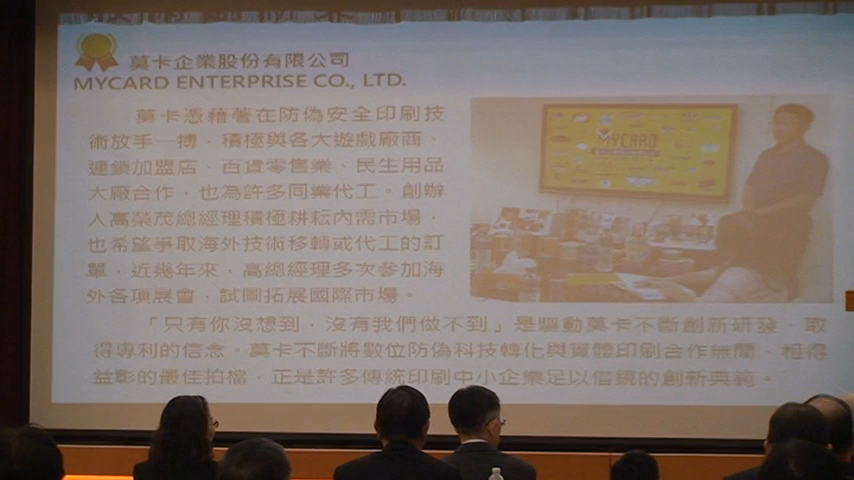 莫卡企業股份有限公司
MYCARD ENTERPRISE CO., LTD.
莫卡憑藉著在防偽安全印刷技
術放手一搏，積極與各大遊戲廠商、
連鎖加盟店、百貨零售業、民生用品
大廠合作，也為許多同業代工。創辦
人高榮茂總經理積極耕耘內需市場，
也希望爭取海外技術移轉或代工的訂
單，近幾年來，高總經理多次參加海
外各項展會，試圖拓展國際市場。
MYCARD
「只有你沒想到，沒有我們做不到」是驅動莫卡不斷創新研發、取
得專利的信念。莫卡不斷將數位防偽科技轉化與實體印刷合作無間、相得
益彰的最佳拍檔，正是許多傳統印刷中小企業足以借鏡的創新典範。